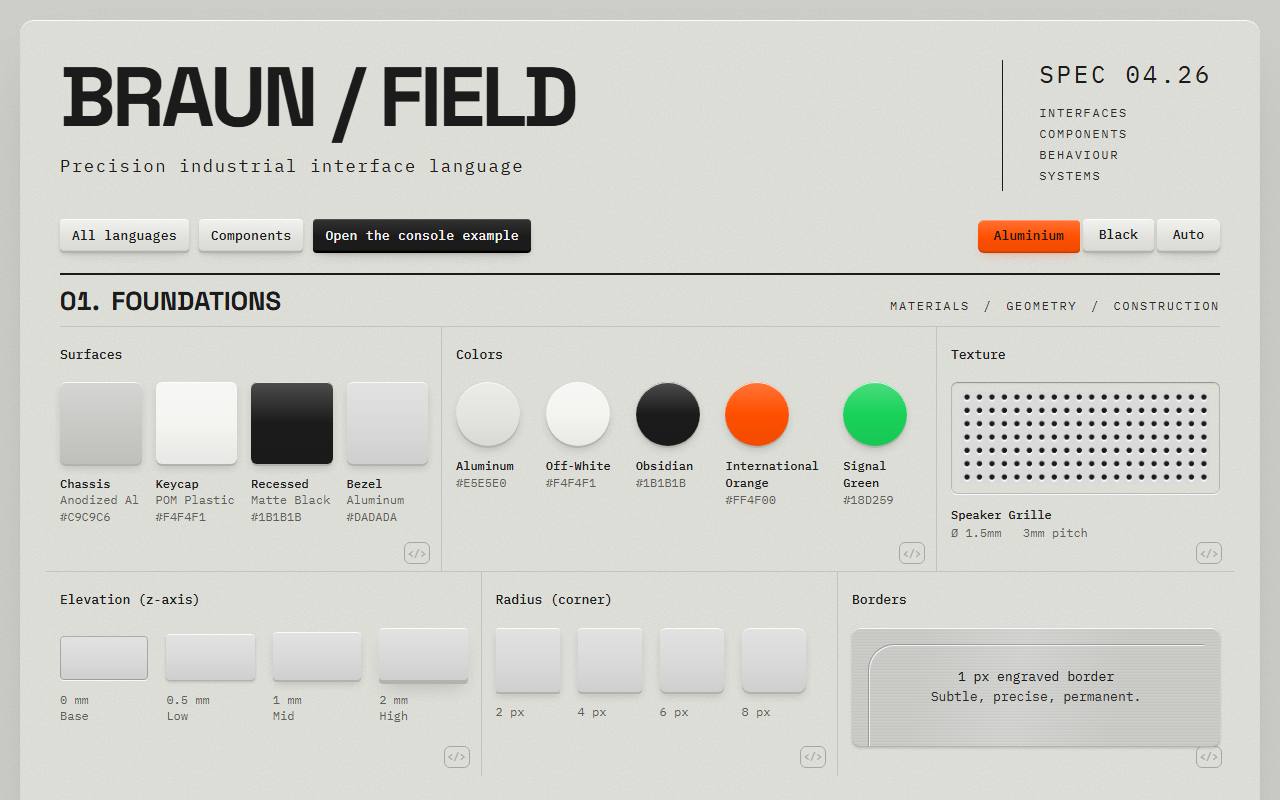 BRAUN / FIELD
Precision industrial interface language
SPEC 04.26
INTERFACES
COMPONENTS
BEHAVIOUR
SYSTEMS
All languages
Components
Open the console example
Aluminium
Black
Auto
01. FOUNDATIONS
MATERIALS / GEOMETRY / CONSTRUCTION
Surfaces
Chassis
Anodized Al
#C9C9C6
Keycap
POM Plastic
#F4F4F1
Recessed
Matte Black
#1B1B1B
Bezel
Aluminum
#DADADA
</>
Colors
Aluminum
#E5E5E0
Off-White
#F4F4F1
Obsidian
#1B1B1B
International
Orange
#FF4F00
Signal
Green
#18D259
</>
Texture
Speaker Grille
Ø 1.5mm 3mm pitch
</>
Elevation (z-axis)
0 mm
Base
0.5 mm
Low
1 mm
Mid
2 mm
High
</>
Radius (corner)
2 px
4 px
6 px
8 px
</>
Borders
1 px engraved border
Subtle, precise, permanent.
</>